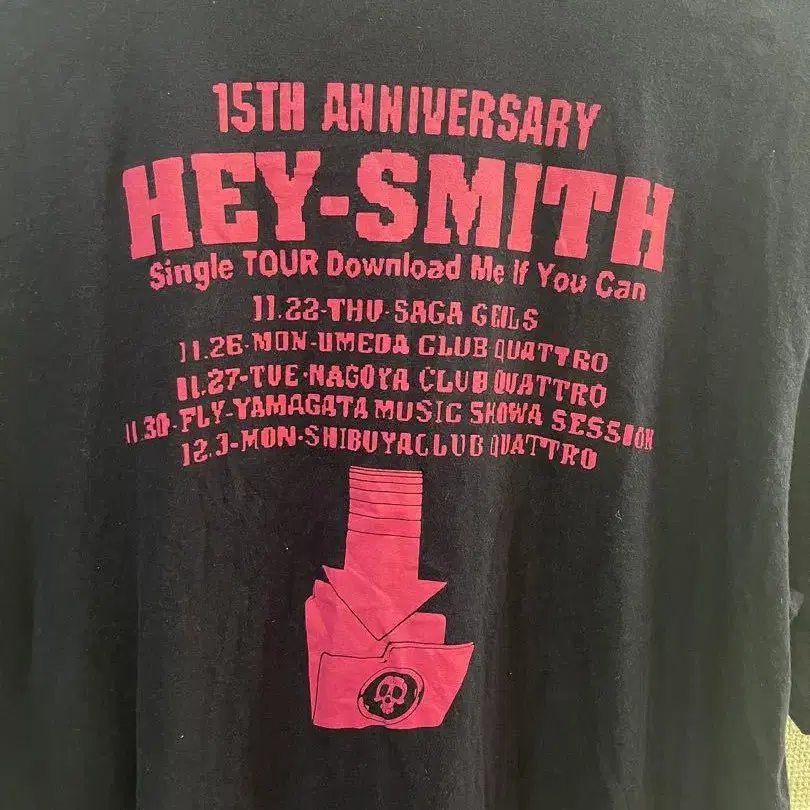 15TH ANNIVERSARY
HEY-SMITH
Single TOUR Download Me If You Can
11.22-THU-SAGA GEILS
11.26-MON-UMEDA CLUB QUATTRO
11.27-TUE-NAGOYA CLUB QUATTRO
11.30-FLY-YAMAGATA MUSIC SHOWA SESSION
12.3-MON-SHIBUYA CLUB QUATTRO